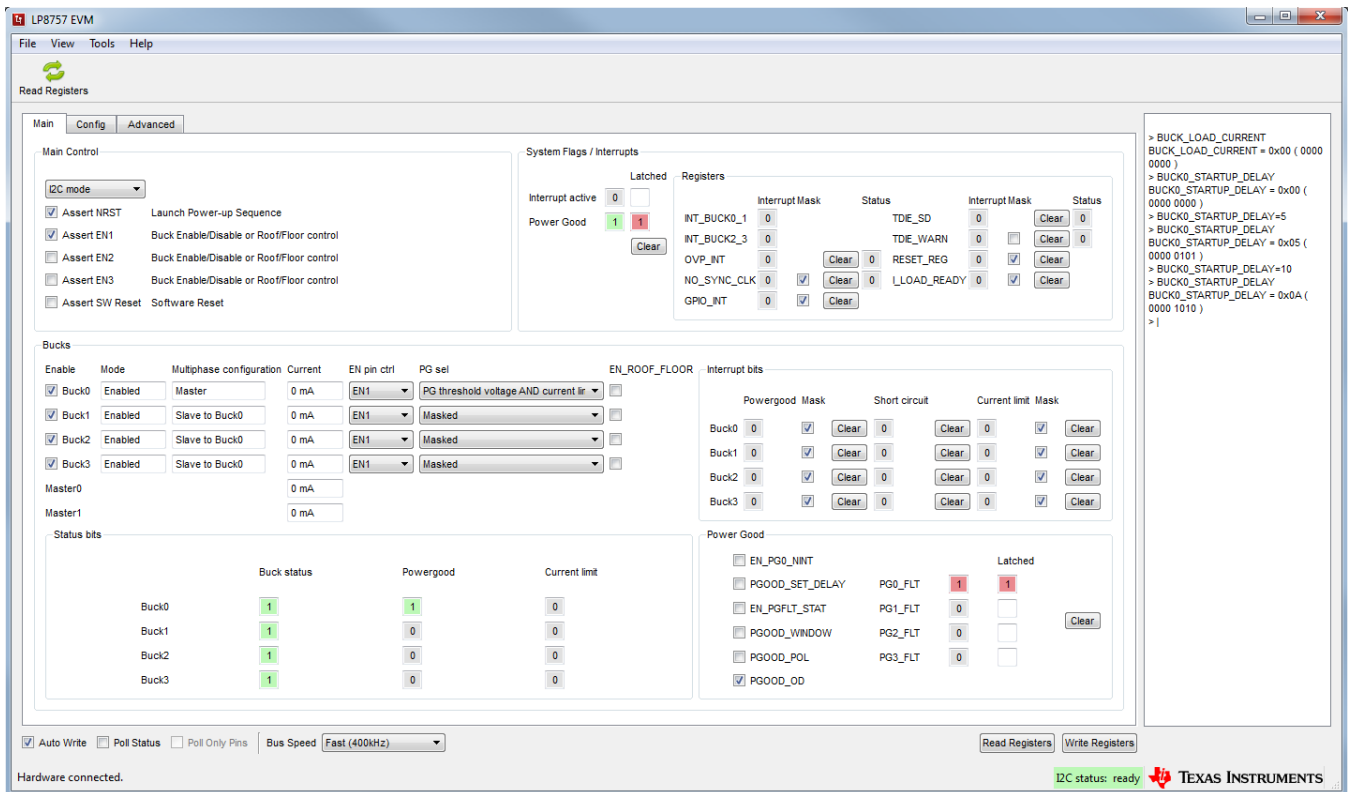 LP8757 EVM
File View Tools Help
Read Registers
Main Config Advanced
Main Control
I2C mode
Assert NRST Launch Power-up Sequence
Assert EN1 Buck Enable/Disable or Roof/Floor control
Assert EN2 Buck Enable/Disable or Roof/Floor control
Assert EN3 Buck Enable/Disable or Roof/Floor control
Assert SW Reset Software Reset
System Flags / Interrupts
Latched
Interrupt active 0
Power Good 1 1
Clear
Registers
Interrupt Mask Status Interrupt Mask Status
INT_BUCK0_1 0 TDIE_SD 0 Clear 0
INT_BUCK2_3 0 TDIE_WARN 0 Clear 0
OVP_INT 0 Clear 0 RESET_REG 0 Clear
NO_SYNC_CLK 0 Clear 0 I_LOAD_READY 0 Clear
GPIO_INT 0 Clear
Bucks
Enable Mode Multiphase configuration Current EN pin ctrl PG sel EN_ROOF_FLOOR
Buck0 Enabled Master 0 mA EN1 PG threshold voltage AND current lir
Buck1 Enabled Slave to Buck0 0 mA EN1 Masked
Buck2 Enabled Slave to Buck0 0 mA EN1 Masked
Buck3 Enabled Slave to Buck0 0 mA EN1 Masked
Master0 0 mA
Master1 0 mA
Interrupt bits
Powergood Mask Short circuit Current limit Mask
Buck0 0 Clear 0 Clear 0 Clear
Buck1 0 Clear 0 Clear 0 Clear
Buck2 0 Clear 0 Clear 0 Clear
Buck3 0 Clear 0 Clear 0 Clear
Status bits
Buck status Powergood Current limit
Buck0 1 1 0
Buck1 1 0 0
Buck2 1 0 0
Buck3 1 0 0
Power Good
EN_PG0_NINT Latched
PGOOD_SET_DELAY PG0_FLT 1 1
EN_PGFLT_STAT PG1_FLT 0
Clear
PGOOD_WINDOW PG2_FLT 0
PGOOD_POL PG3_FLT 0
PGOOD_OD
> BUCK_LOAD_CURRENT
BUCK_LOAD_CURRENT = 0x00 ( 0000
0000 )
> BUCK0_STARTUP_DELAY
BUCK0_STARTUP_DELAY = 0x00 (
0000 0000 )
> BUCK0_STARTUP_DELAY=5
> BUCK0_STARTUP_DELAY
BUCK0_STARTUP_DELAY = 0x05 (
0000 0101 )
> BUCK0_STARTUP_DELAY=10
> BUCK0_STARTUP_DELAY
BUCK0_STARTUP_DELAY = 0x0A (
0000 1010 )
> |
Auto Write Poll Status Poll Only Pins Bus Speed Fast (400kHz) Read Registers Write Registers
Hardware connected. I2C status: ready TEXAS INSTRUMENTS